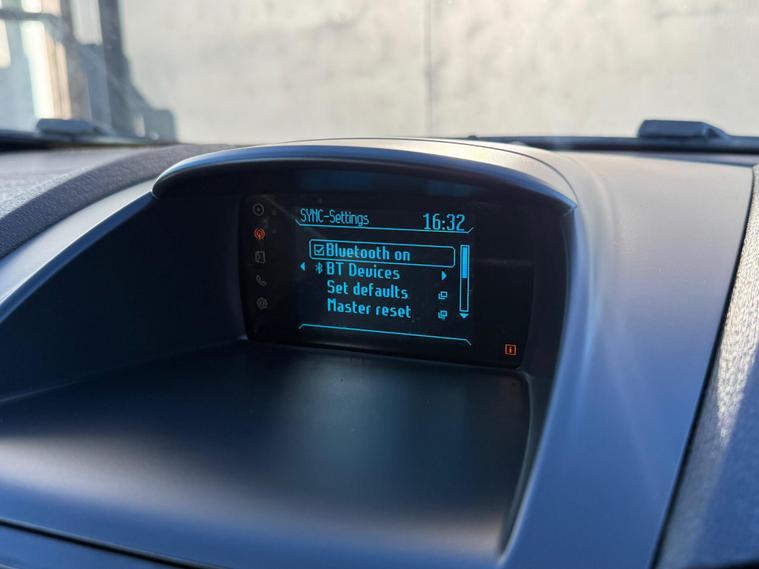 SYNC-Settings 16:32
Bluetooth on
BT Devices
Set defaults
Master reset